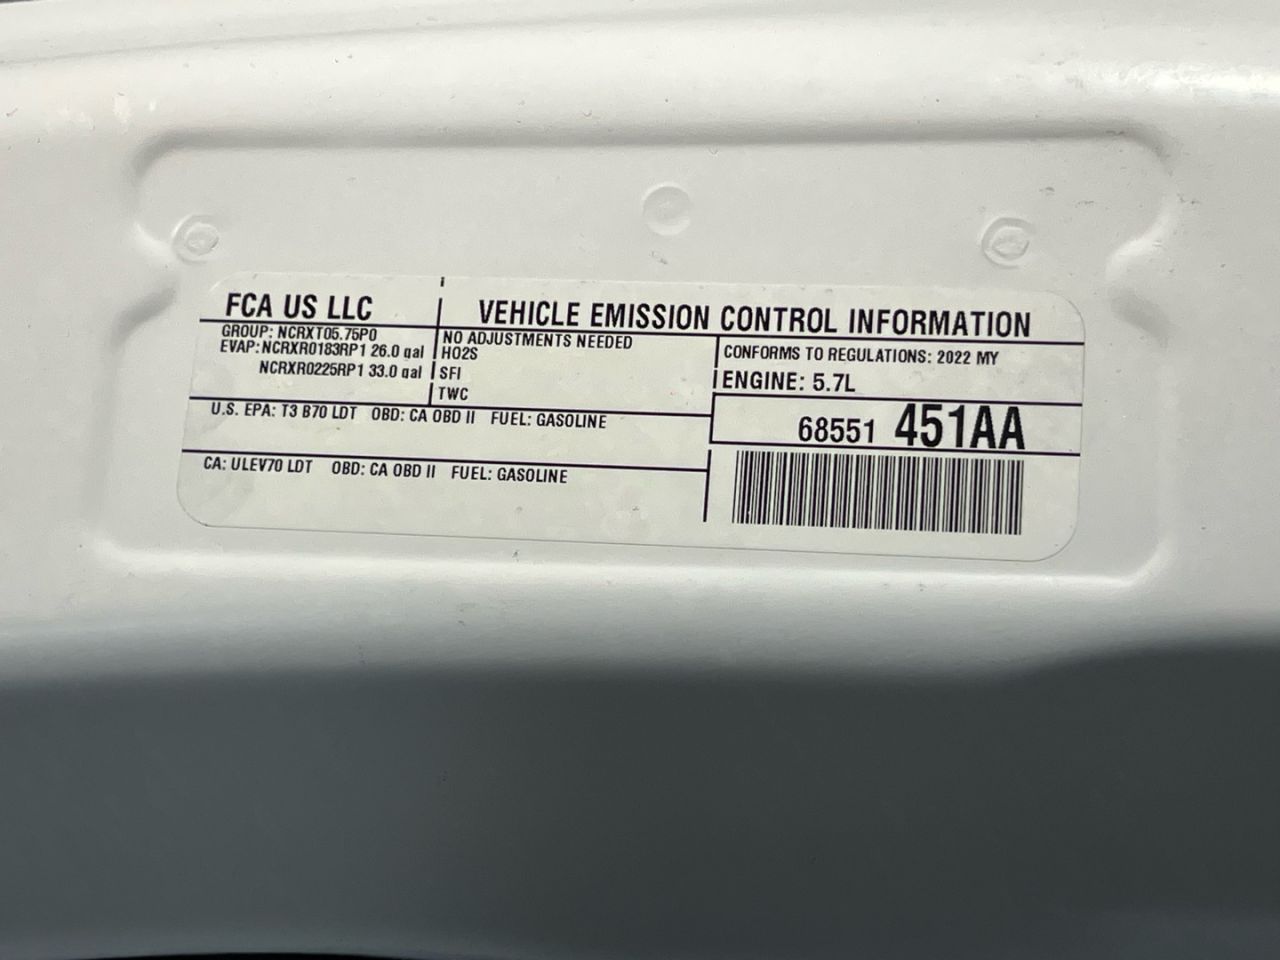 FCA US LLC
VEHICLE EMISSION CONTROL INFORMATION
GROUP: NCRXT05.75P0
EVAP: NCRXR0183RP1 26.0 gal
NCRXR0225RP1 33.0 gal
NO ADJUSTMENTS NEEDED
HO2S
SFI
TWC
CONFORMS TO REGULATIONS: 2022 MY
ENGINE: 5.7L
U.S. EPA: T3 B70 LDT OBD: CA OBD II FUEL: GASOLINE
68551 451AA
CA: ULEV70 LDT OBD: CA OBD II FUEL: GASOLINE